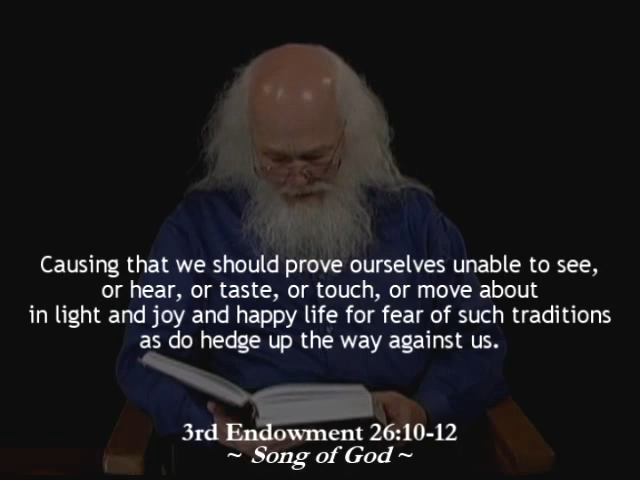 Causing that we should prove ourselves unable to see,
or hear, or taste, or touch, or move about
in light and joy and happy life for fear of such traditions
as do hedge up the way against us.
3rd Endowment 26:10-12
~ Song of God ~